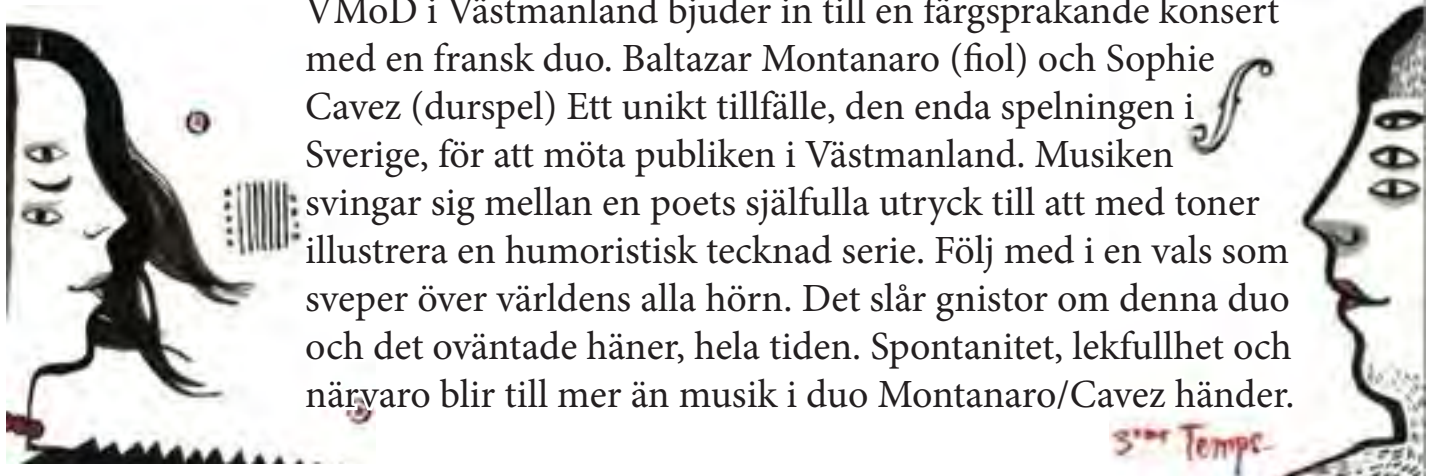 VMoD i Västmanland bjuder in till en färgsprakande konsert
med en fransk duo. Baltazar Montanaro (fiol) och Sophie
Cavez (durspel) Ett unikt tillfälle, den enda spelningen i
Sverige, för att möta publiken i Västmanland. Musiken
svingar sig mellan en poets själfulla utryck till att med toner
illustrera en humoristisk tecknad serie. Följ med i en vals som
sveper över världens alla hörn. Det slår gnistor om denna duo
och det oväntade häner, hela tiden. Spontanitet, lekfullhet och
närvaro blir till mer än musik i duo Montanaro/Cavez händer.
3ème Temps